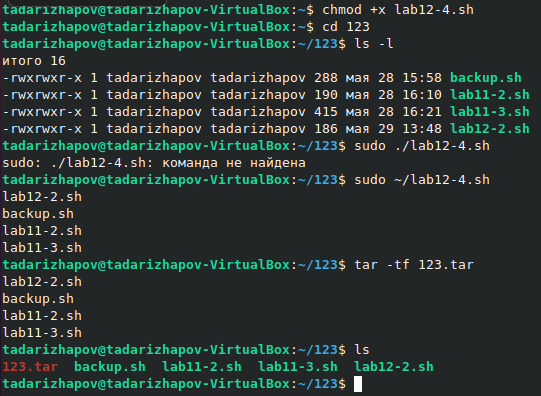 tadarizhapov@tadarizhapov-VirtualBox:~$ chmod +x lab12-4.sh
tadarizhapov@tadarizhapov-VirtualBox:~$ cd 123
tadarizhapov@tadarizhapov-VirtualBox:~/123$ ls -l
итого 16
-rwxrwxr-x 1 tadarizhapov tadarizhapov 288 мая 28 15:58 backup.sh
-rwxrwxr-x 1 tadarizhapov tadarizhapov 190 мая 28 16:10 lab11-2.sh
-rwxrwxr-x 1 tadarizhapov tadarizhapov 415 мая 28 16:21 lab11-3.sh
-rwxrwxr-x 1 tadarizhapov tadarizhapov 186 мая 29 13:48 lab12-2.sh
tadarizhapov@tadarizhapov-VirtualBox:~/123$ sudo ./lab12-4.sh
sudo: ./lab12-4.sh: команда не найдена
tadarizhapov@tadarizhapov-VirtualBox:~/123$ sudo ~/lab12-4.sh
lab12-2.sh
backup.sh
lab11-2.sh
lab11-3.sh
tadarizhapov@tadarizhapov-VirtualBox:~/123$ tar -tf 123.tar
lab12-2.sh
backup.sh
lab11-2.sh
lab11-3.sh
tadarizhapov@tadarizhapov-VirtualBox:~/123$ ls
123.tar backup.sh lab11-2.sh lab11-3.sh lab12-2.sh
tadarizhapov@tadarizhapov-VirtualBox:~/123$